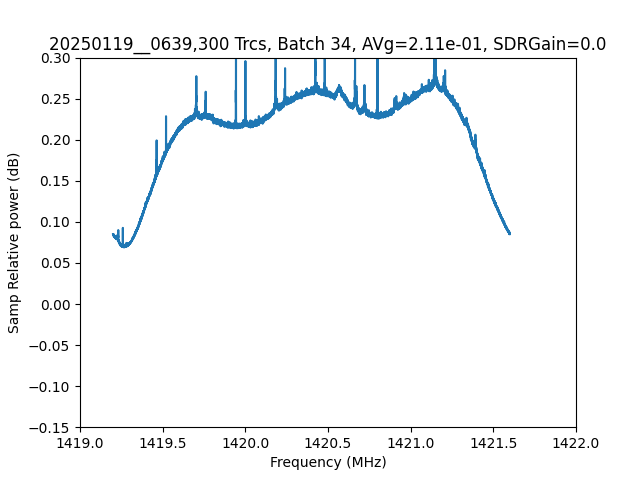 20250119__0639,300 Trcs, Batch 34, AVg=2.11e-01, SDRGain=0.0
0.30
0.25
0.20
0.15
0.10
0.05
0.00
−0.05
−0.10
−0.15
Samp Relative power (dB)
1419.0 1419.5 1420.0 1420.5 1421.0 1421.5 1422.0
Frequency (MHz)